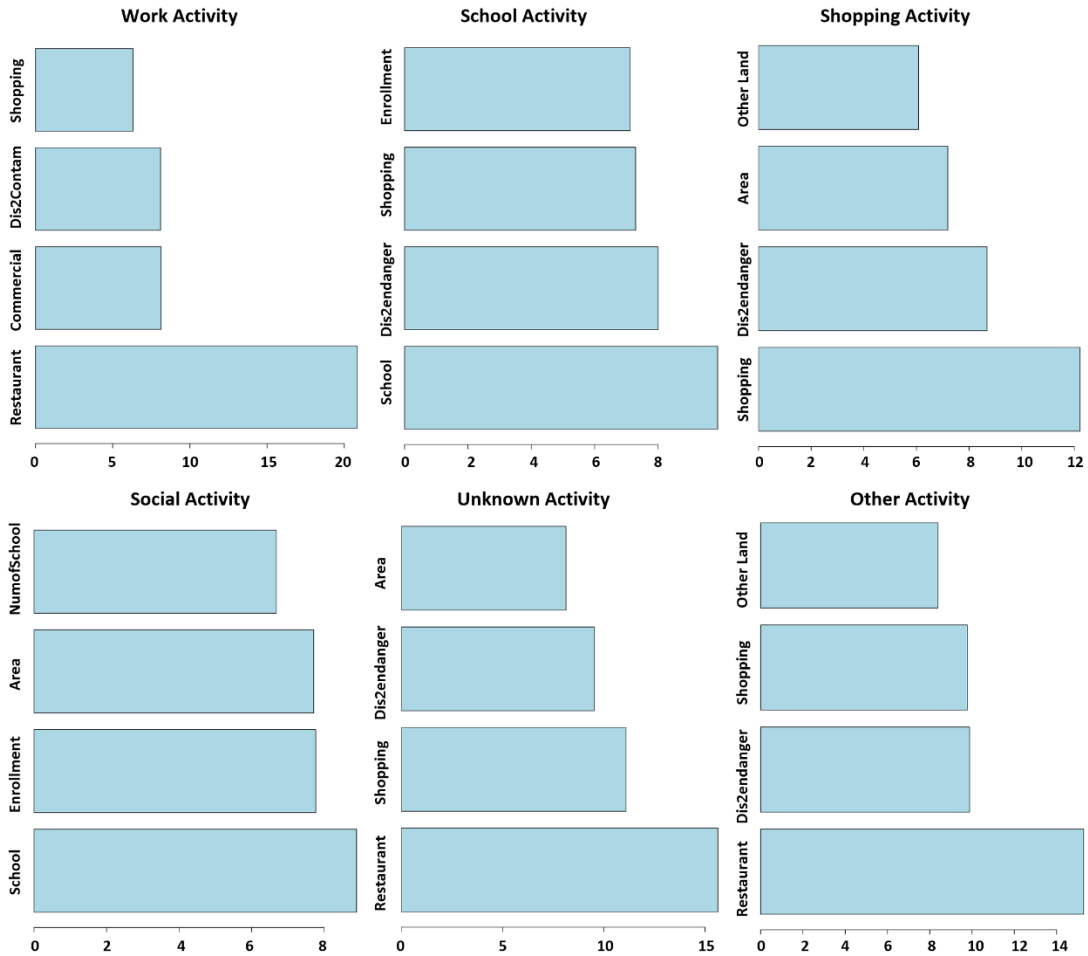 Work Activity
Shopping
Dis2Contam
Commercial
Restaurant
0 5 10 15 20
School Activity
Enrollment
Shopping
Dis2endanger
School
0 2 4 6 8
Shopping Activity
Other Land
Area
Dis2endanger
Shopping
0 2 4 6 8 10 12
Social Activity
NumofSchool
Area
Enrollment
School
0 2 4 6 8
Unknown Activity
Area
Dis2endanger
Shopping
Restaurant
0 5 10 15
Other Activity
Other Land
Shopping
Dis2endanger
Restaurant
0 2 4 6 8 10 12 14